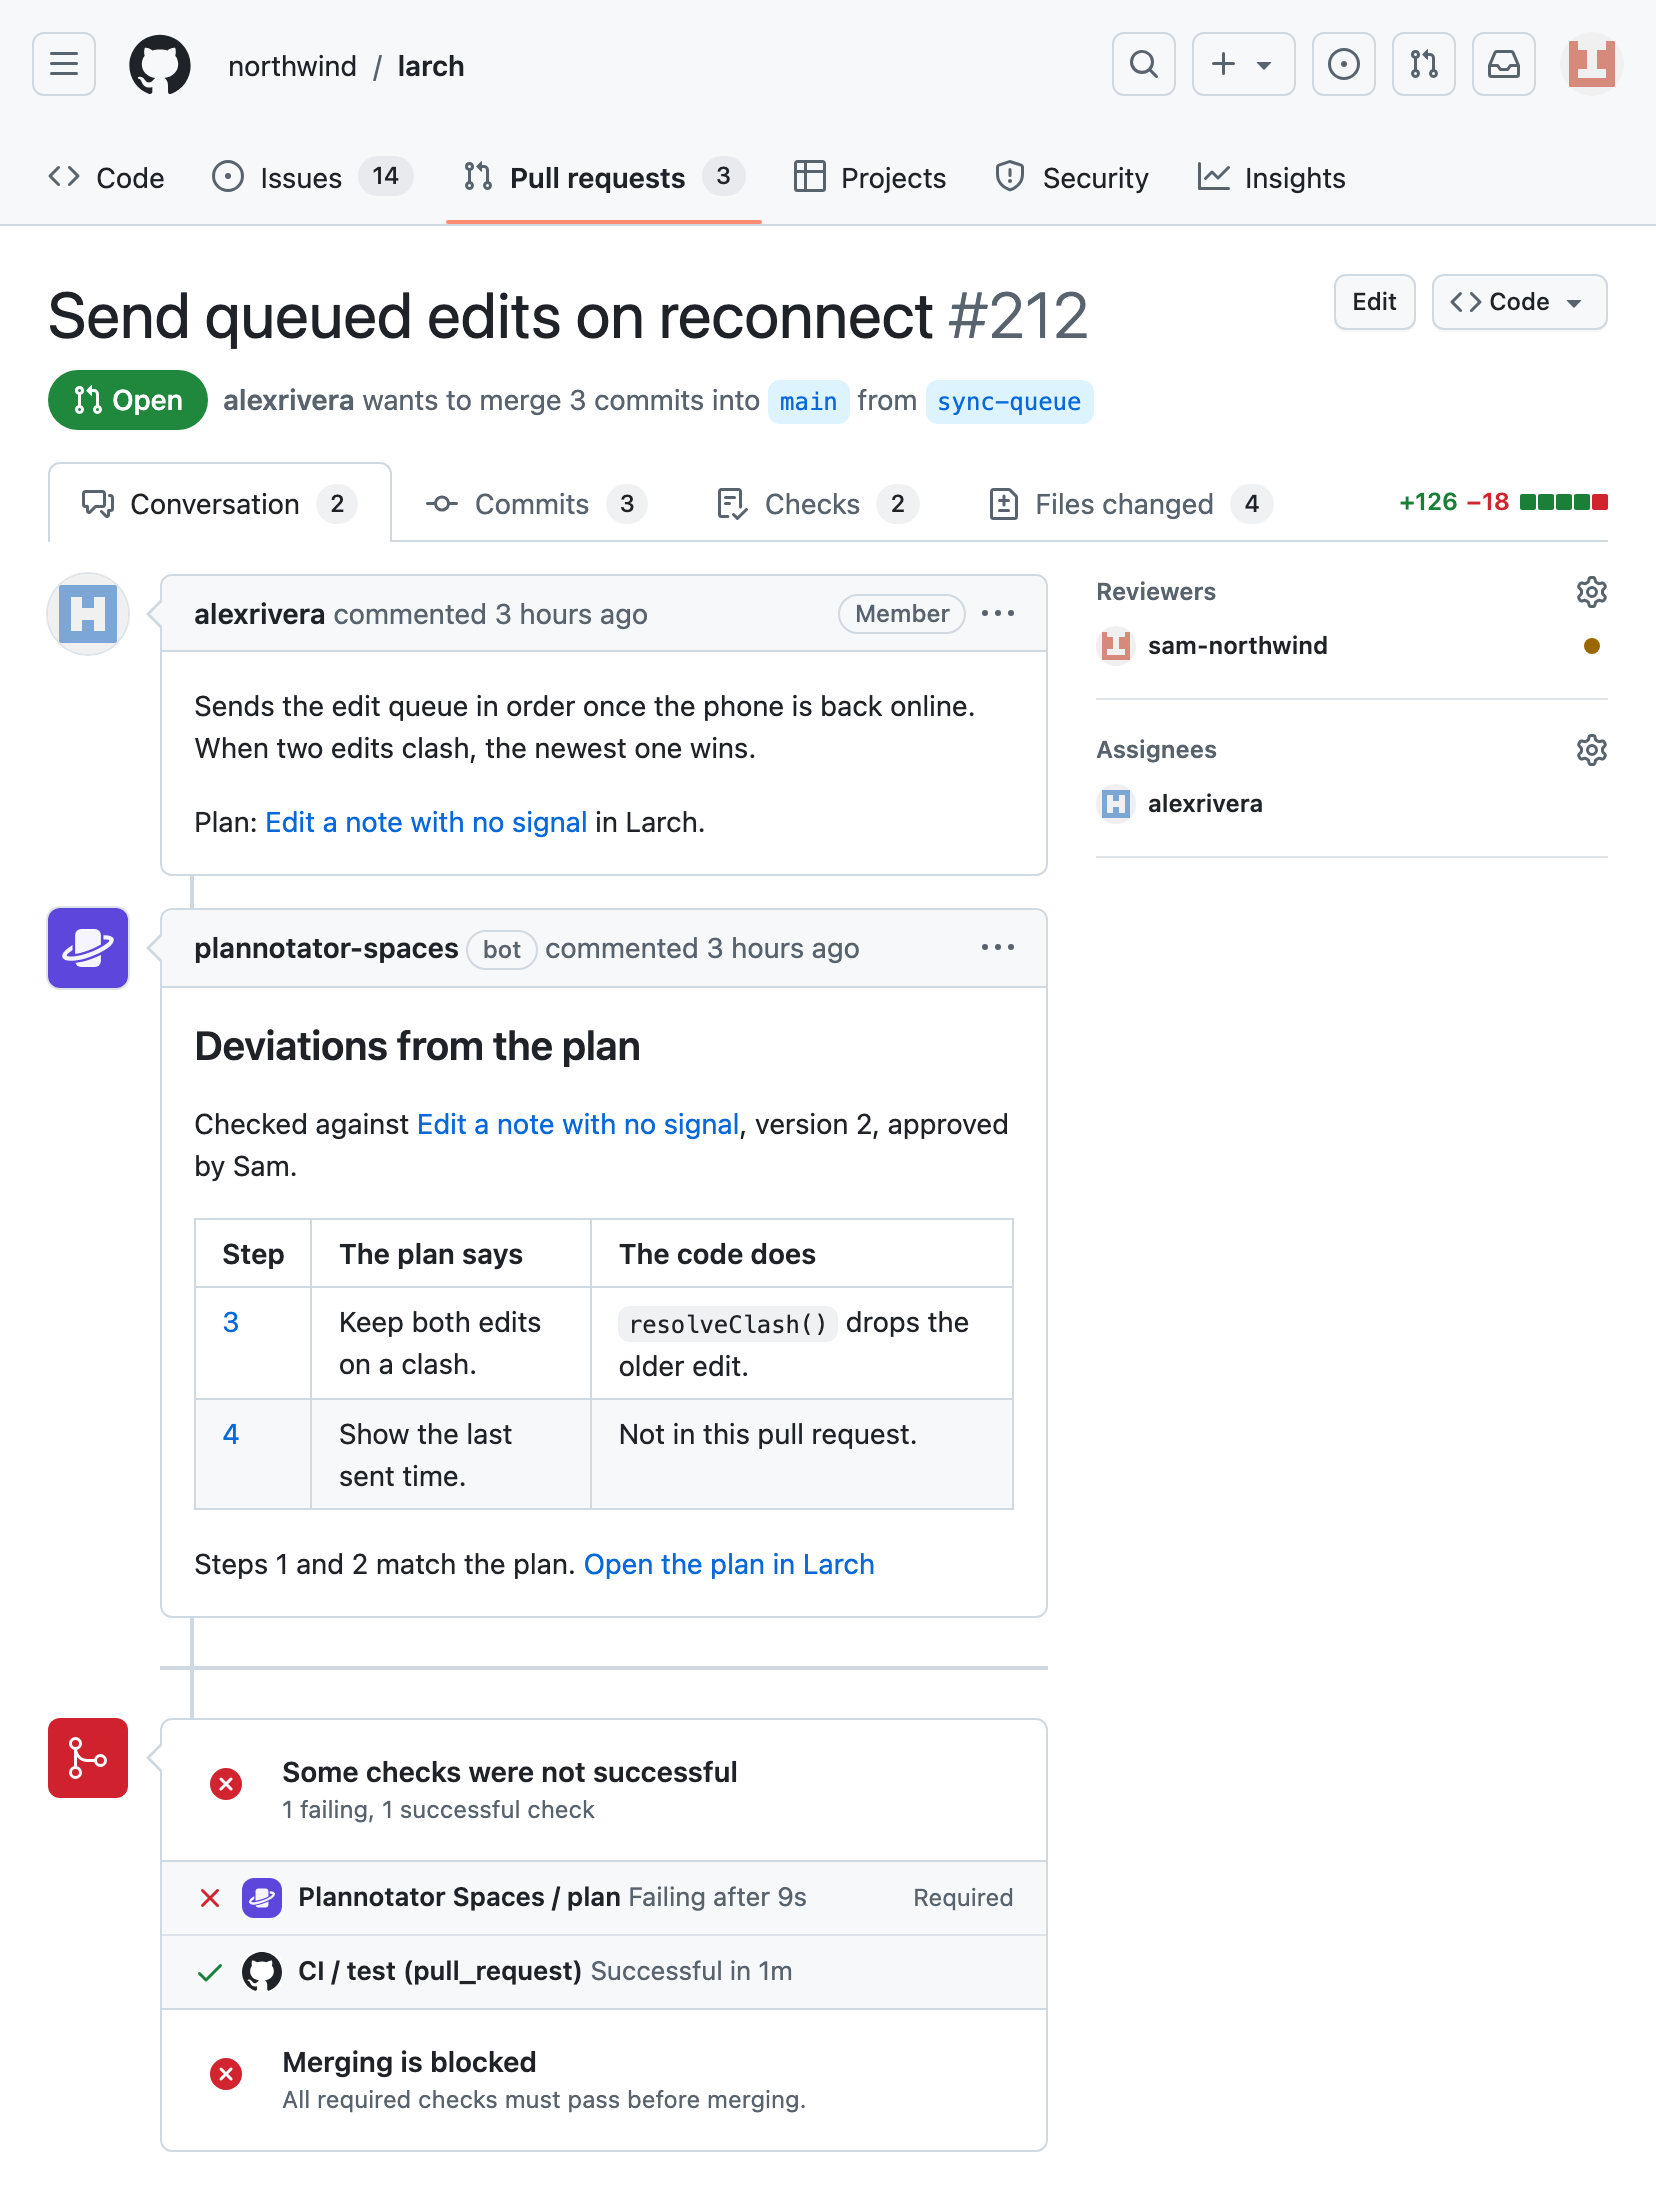 northwind / larch
Code
Issues 14
Pull requests 3
Projects
Security
Insights
Send queued edits on reconnect #212
Edit
Code
Open
alexrivera wants to merge 3 commits into main from sync-queue
Conversation 2
Commits 3
Checks 2
Files changed 4
+126 −18
alexrivera commented 3 hours ago
Member
Sends the edit queue in order once the phone is back online.
When two edits clash, the newest one wins.
Plan: Edit a note with no signal in Larch.
Reviewers
sam-northwind
Assignees
alexrivera
plannotator-spaces bot commented 3 hours ago
Deviations from the plan
Checked against Edit a note with no signal, version 2, approved
by Sam.
Step
The plan says
The code does
3
Keep both edits
on a clash.
resolveClash() drops the
older edit.
4
Show the last
sent time.
Not in this pull request.
Steps 1 and 2 match the plan. Open the plan in Larch
Some checks were not successful
1 failing, 1 successful check
Plannotator Spaces / plan Failing after 9s
Required
CI / test (pull_request) Successful in 1m
Merging is blocked
All required checks must pass before merging.